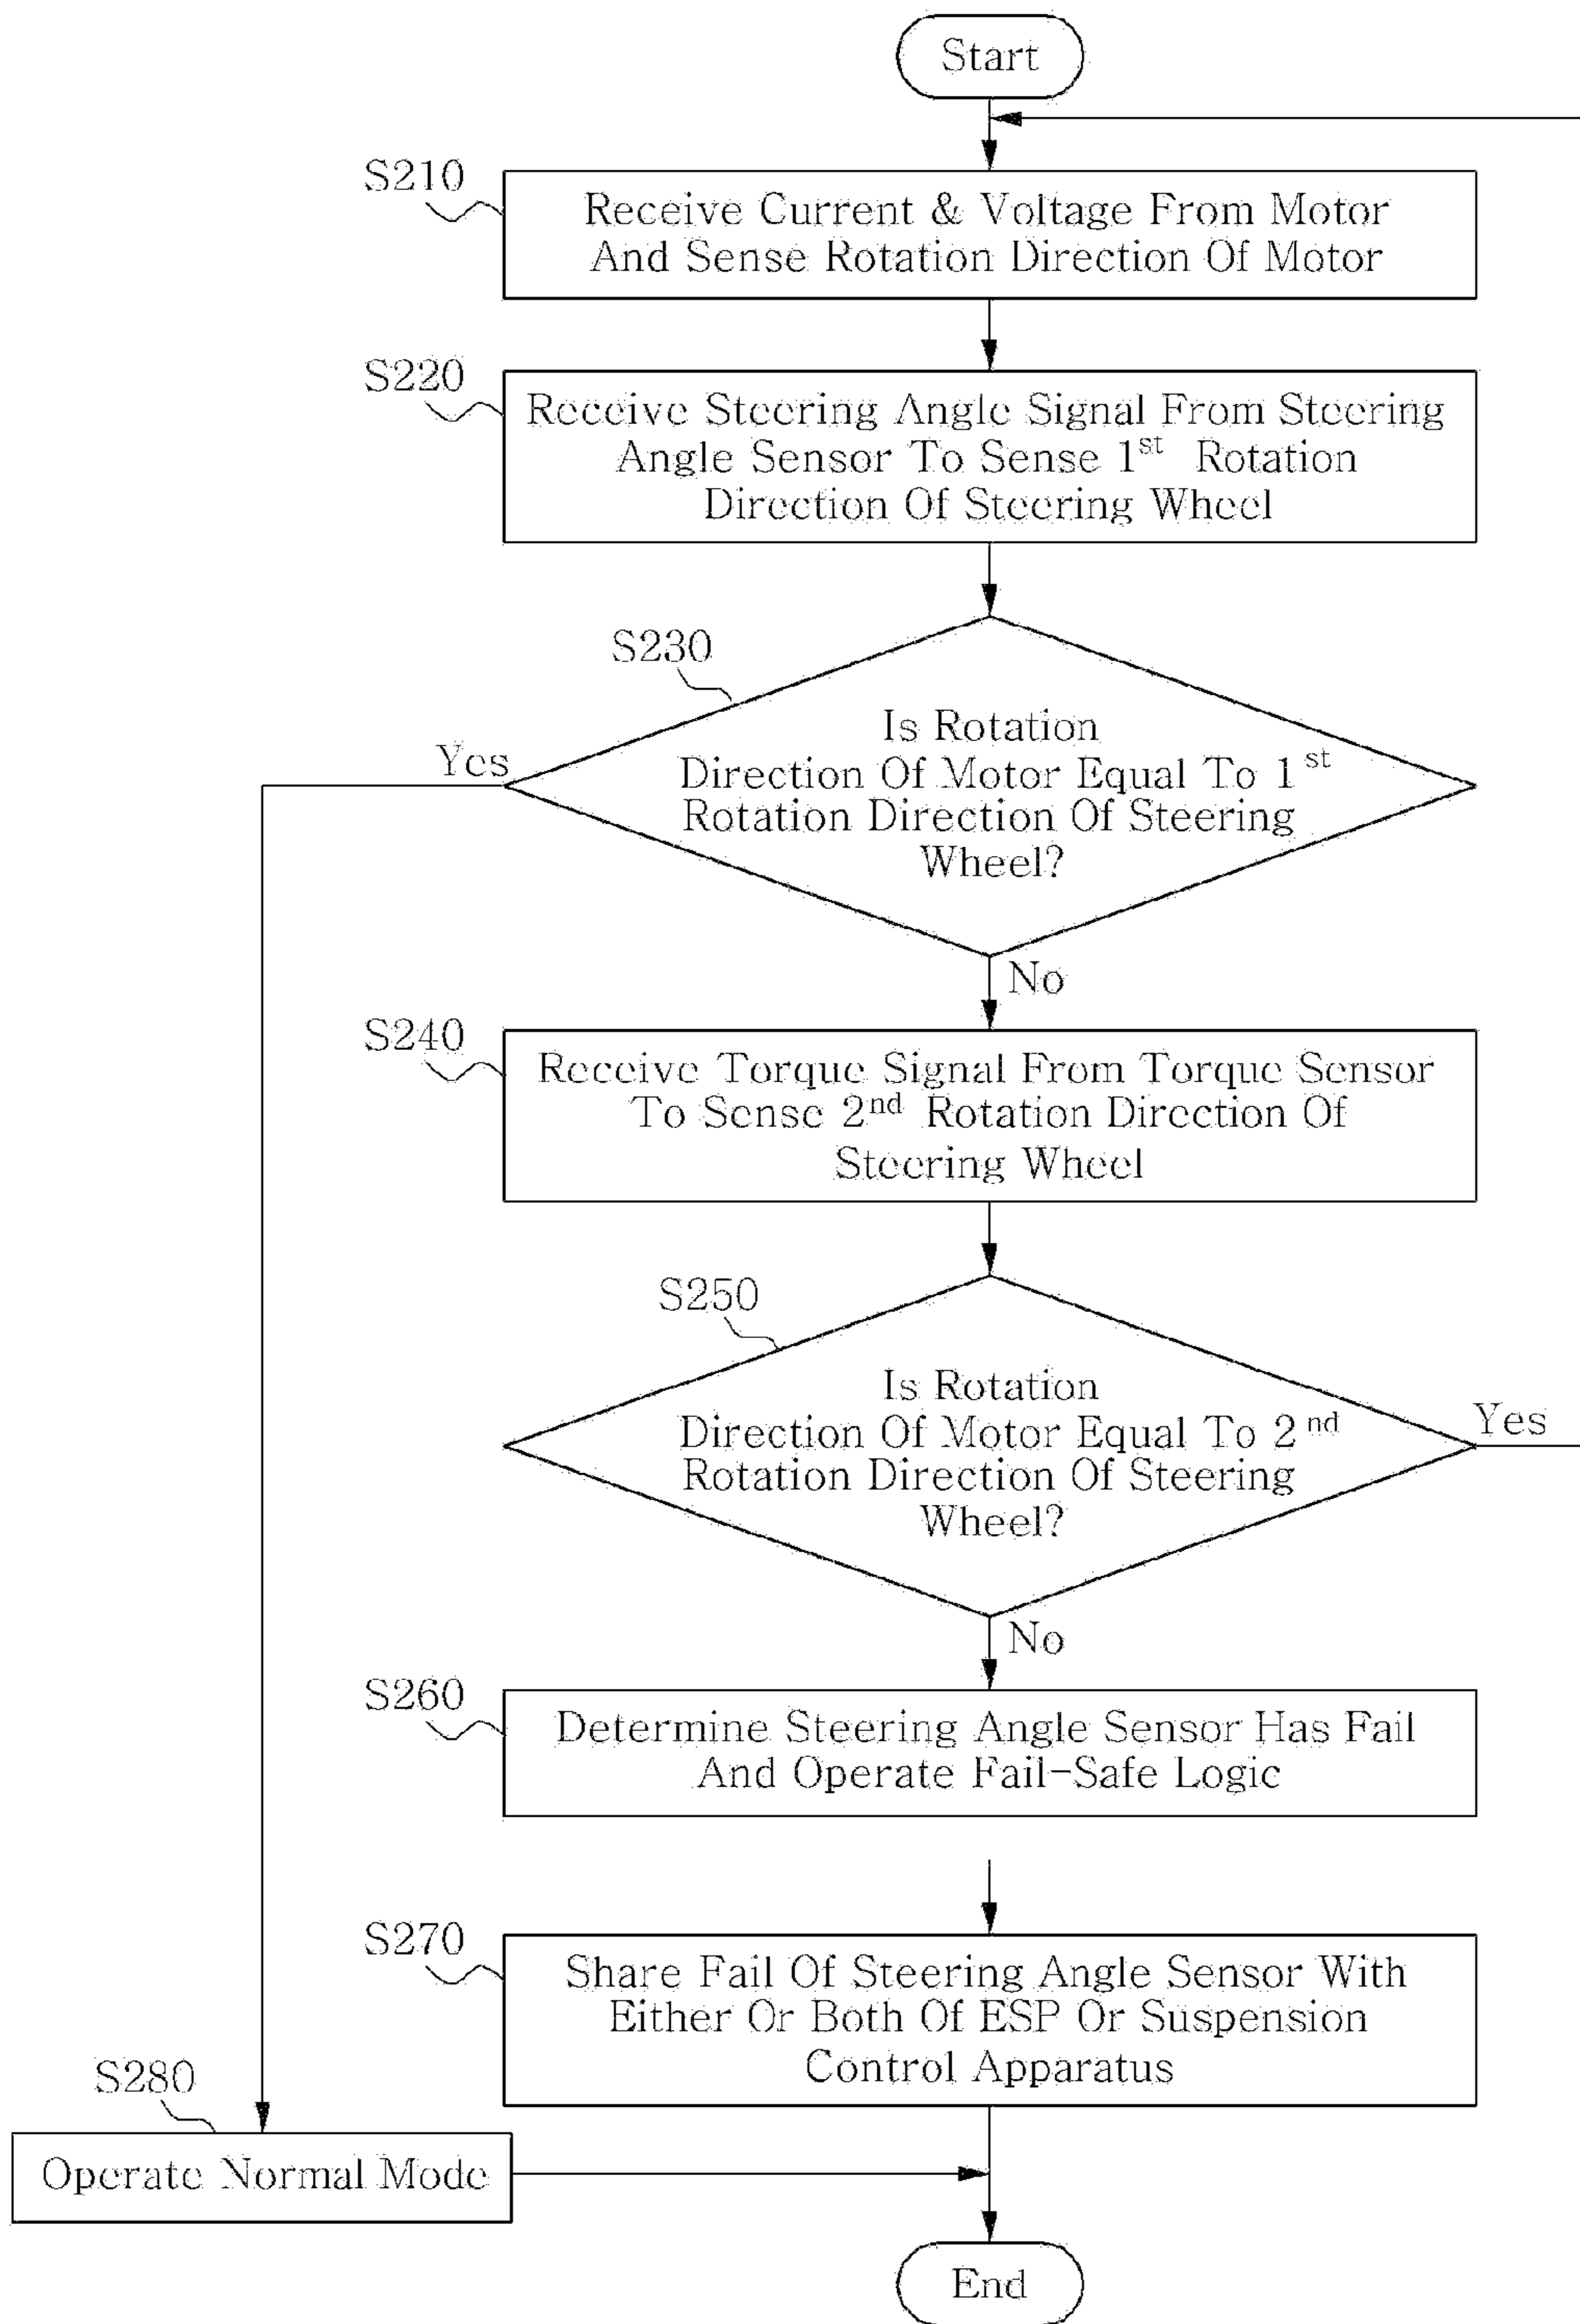 Start
S210
Receive Current & Voltage From Motor
And Sense Rotation Direction Of Motor
S220
Receive Steering Angle Signal From Steering
Angle Sensor To Sense 1st Rotation
Direction Of Steering Wheel
S230
Is Rotation
Direction Of Motor Equal To 1st
Rotation Direction Of Steering
Wheel?
Yes
No
S240
Receive Torque Signal From Torque Sensor
To Sense 2nd Rotation Direction Of
Steering Wheel
S250
Is Rotation
Direction Of Motor Equal To 2nd
Rotation Direction Of Steering
Wheel?
Yes
No
S260
Determine Steering Angle Sensor Has Fail
And Operate Fail-Safe Logic
S270
Share Fail Of Steering Angle Sensor With
Either Or Both Of ESP Or Suspension
Control Apparatus
S280
Operate Normal Mode
End